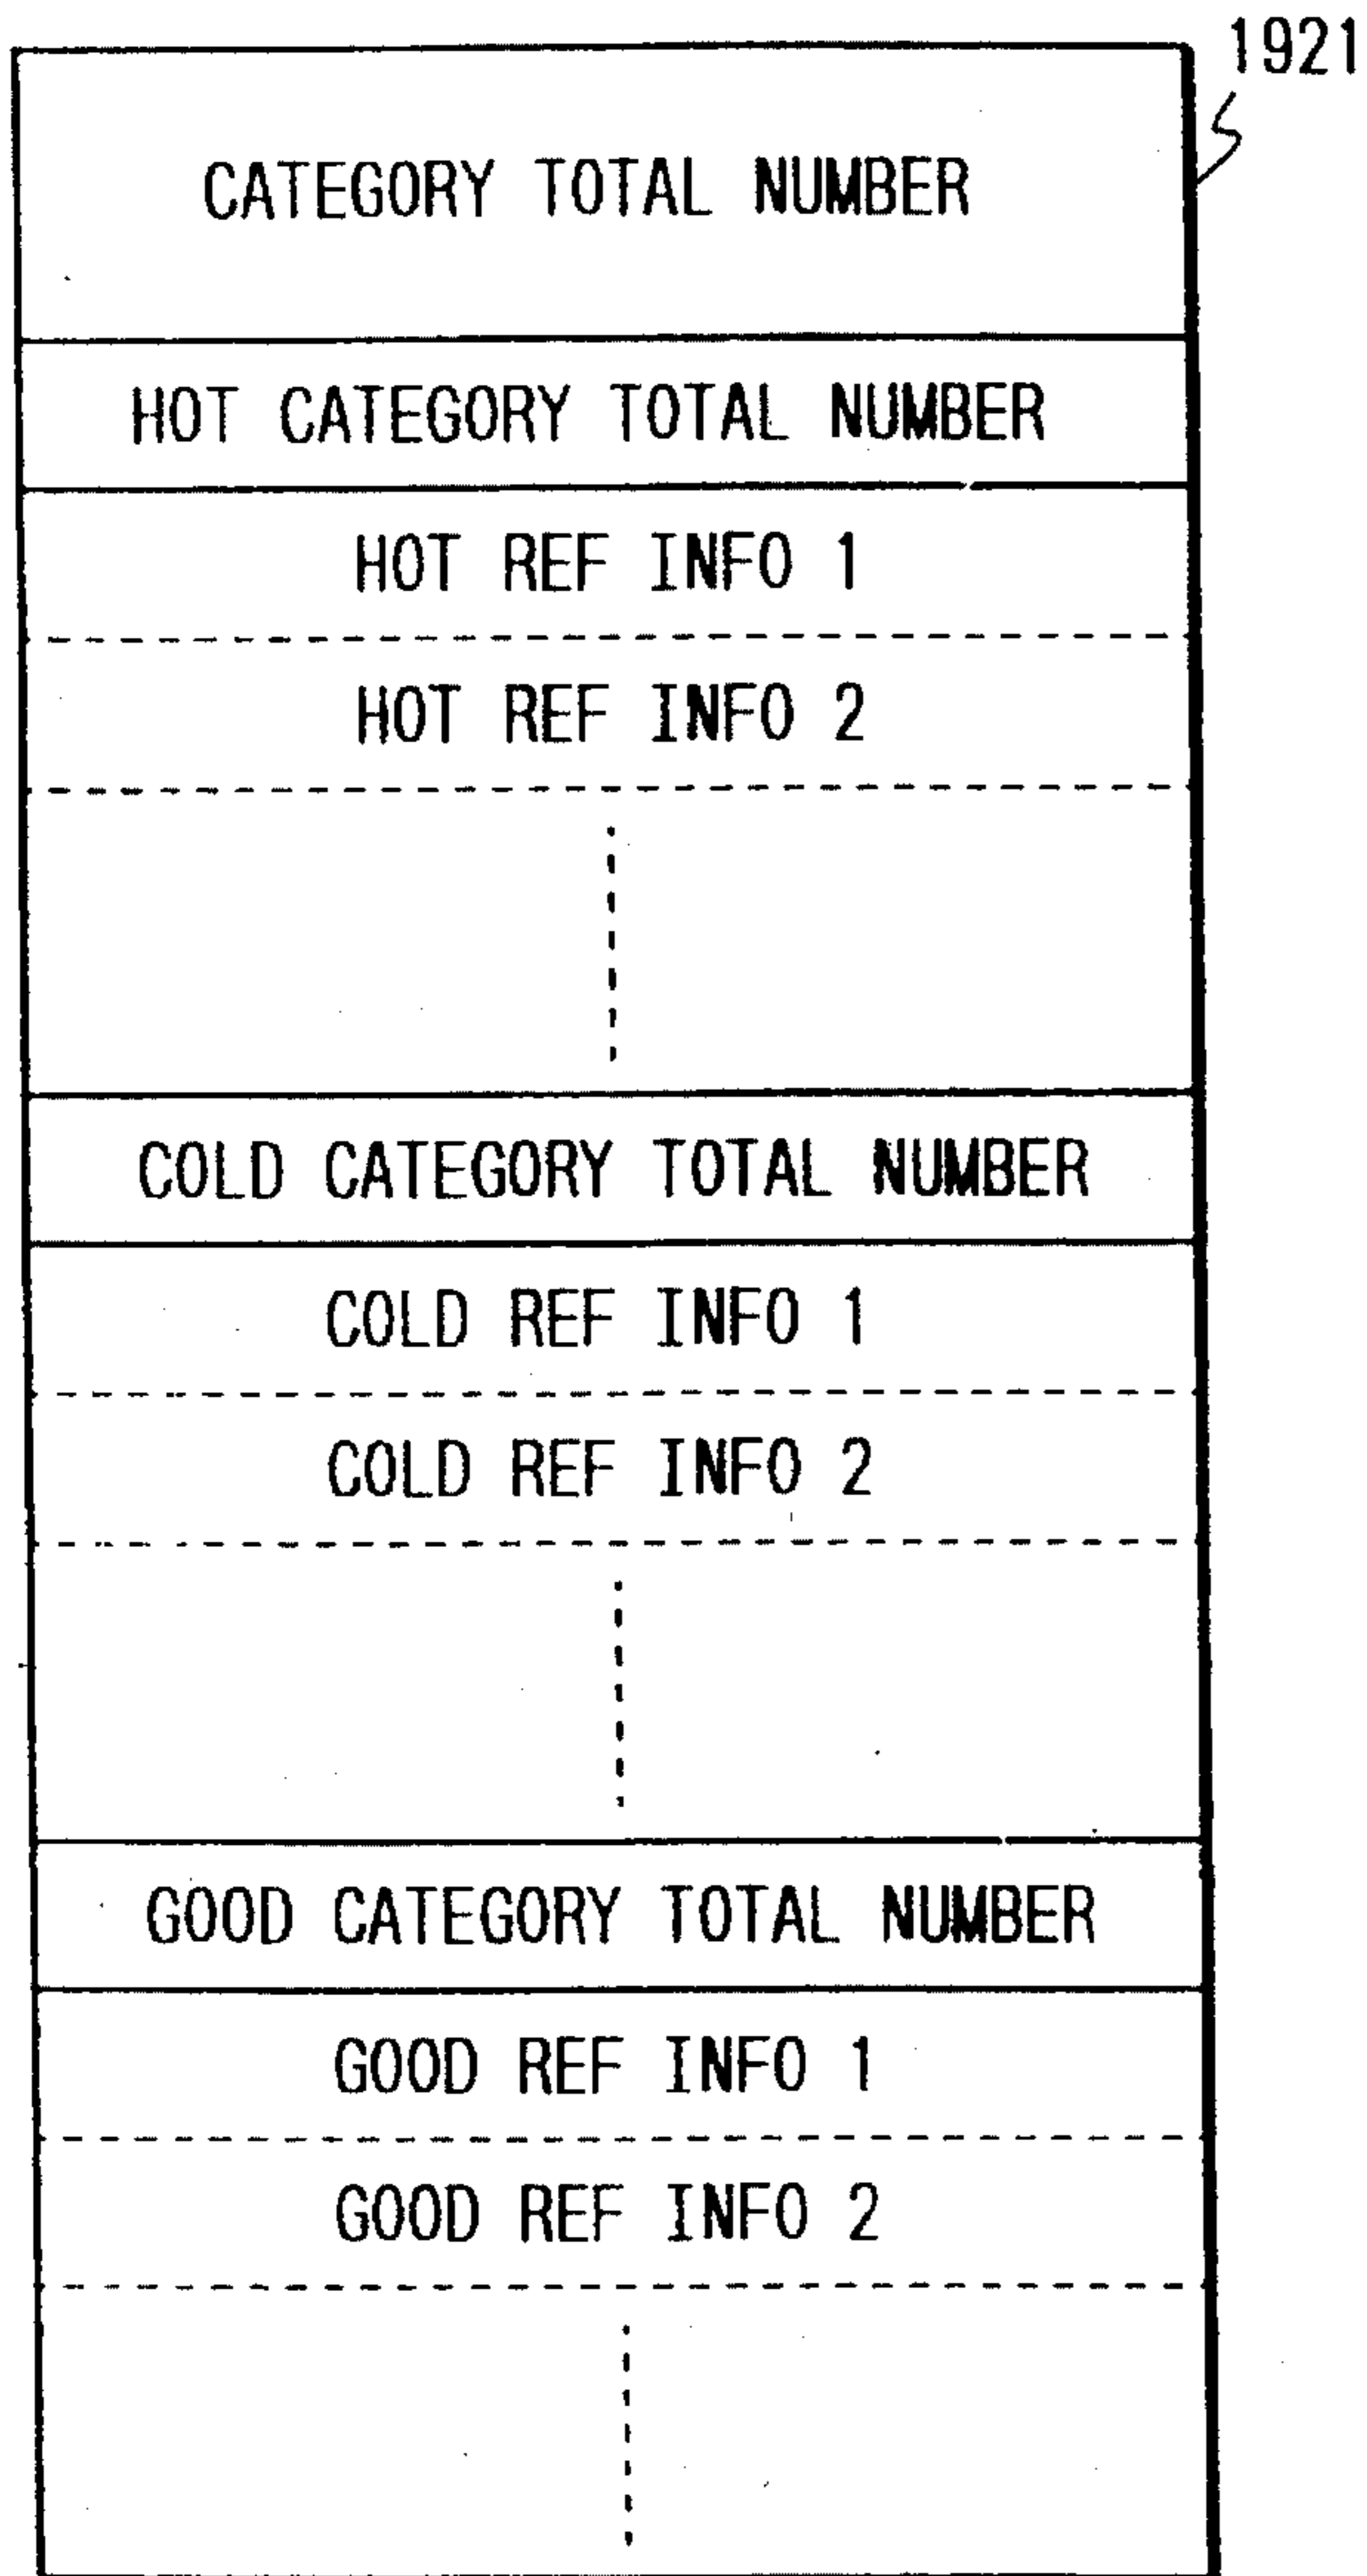 1921
CATEGORY TOTAL NUMBER
HOT CATEGORY TOTAL NUMBER
HOT REF INFO 1
HOT REF INFO 2
COLD CATEGORY TOTAL NUMBER
COLD REF INFO 1
COLD REF INFO 2
GOOD CATEGORY TOTAL NUMBER
GOOD REF INFO 1
GOOD REF INFO 2